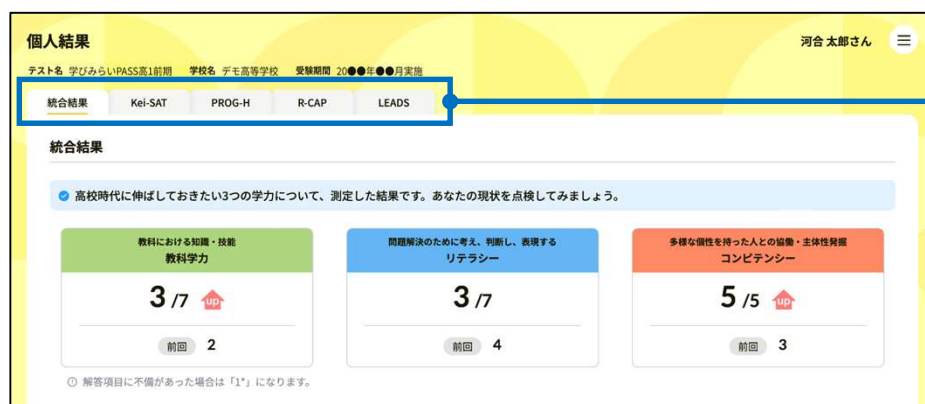 個人結果
河合 太郎さん
テスト名 学びみらいPASS高1前期 学校名 デモ高等学校 受験期間 20●●年●●月実施
統合結果 Kei-SAT PROG-H R-CAP LEADS
統合結果
高校時代に伸ばしておきたい3つの学力について、測定した結果です。あなたの現状を点検してみましょう。
教科における知識・技能
教科学力
3 /7 up
前回 2
問題解決のために考え、判断し、表現する
リテラシー
3 /7
前回 4
多様な個性を持った人との協働・主体性発揮
コンピテンシー
5 /5 up
前回 3
解答項目に不備があった場合は「1*」になります。